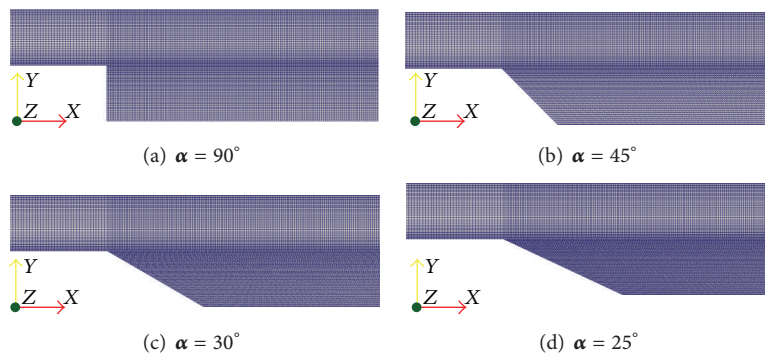 Y
Z X
(a) α = 90°
Y
Z X
(b) α = 45°
Y
Z X
(c) α = 30°
Y
Z X
(d) α = 25°